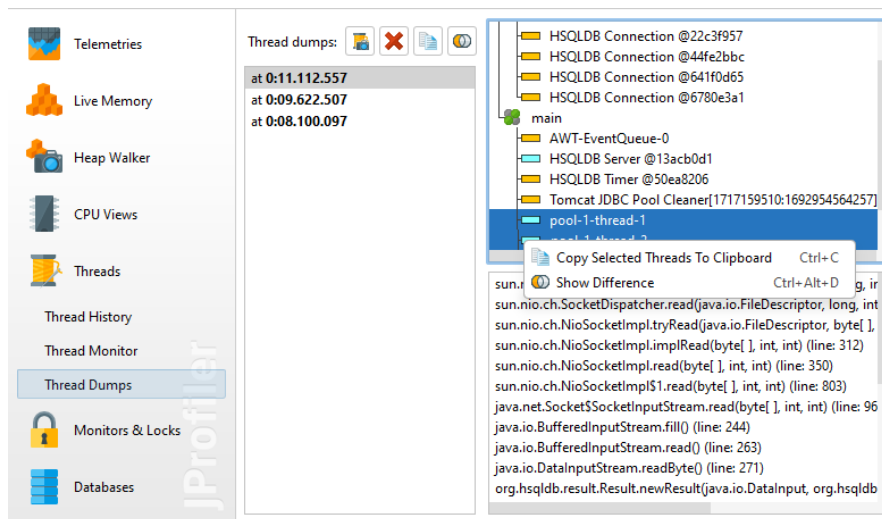 Telemetries
Live Memory
Heap Walker
CPU Views
Threads
Thread History
Thread Monitor
Thread Dumps
Monitors & Locks
Databases
JProfiler
Thread dumps:
at 0:11.112.557
at 0:09.622.507
at 0:08.100.097
HSQLDB Connection @22c3f957
HSQLDB Connection @44fe2bbc
HSQLDB Connection @641f0d65
HSQLDB Connection @6780e3a1
main
AWT-EventQueue-0
HSQLDB Server @13acb0d1
HSQLDB Timer @50ea8206
Tomcat JDBC Pool Cleaner[1717159510:1692954564257]
pool-1-thread-1
Copy Selected Threads To Clipboard Ctrl+C
Show Difference Ctrl+Alt+D
sun.nio.ch.SocketDispatcher.read(java.io.FileDescriptor, long, int
sun.nio.ch.NioSocketImpl.tryRead(java.io.FileDescriptor, byte[ ],
sun.nio.ch.NioSocketImpl.implRead(byte[ ], int, int) (line: 312)
sun.nio.ch.NioSocketImpl.read(byte[ ], int, int) (line: 350)
sun.nio.ch.NioSocketImpl$1.read(byte[ ], int, int) (line: 803)
java.net.Socket$SocketInputStream.read(byte[ ], int, int) (line: 96
java.io.BufferedInputStream.fill() (line: 244)
java.io.BufferedInputStream.read() (line: 263)
java.io.DataInputStream.readByte() (line: 271)
org.hsqldb.result.Result.newResult(java.io.DataInput, org.hsqldb